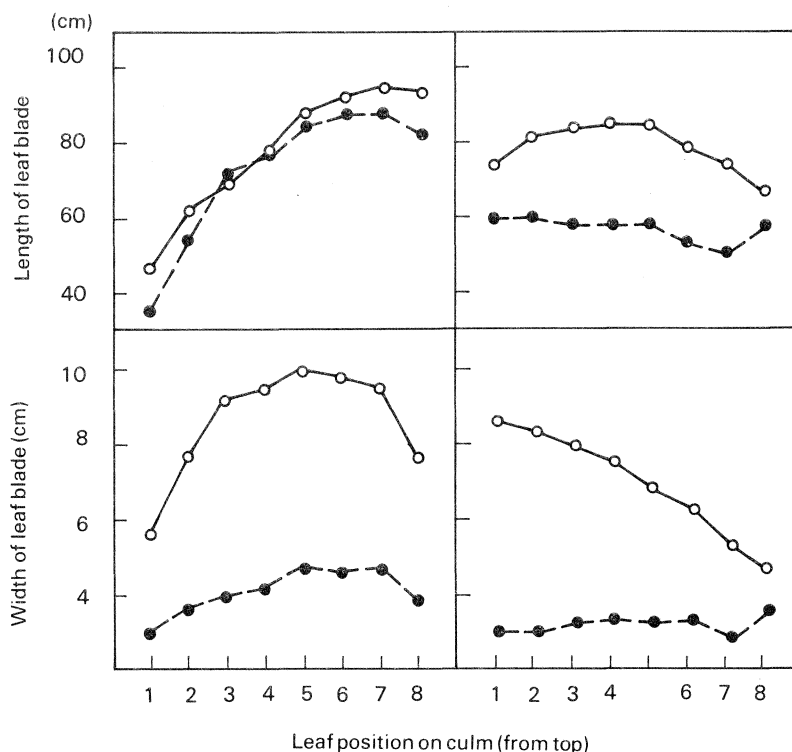 (cm)
100
80
60
40
Length of leaf blade
10
8
6
4
Width of leaf blade (cm)
1 2 3 4 5 6 7 8 1 2 3 4 6 7 8
Leaf position on culm (from top)